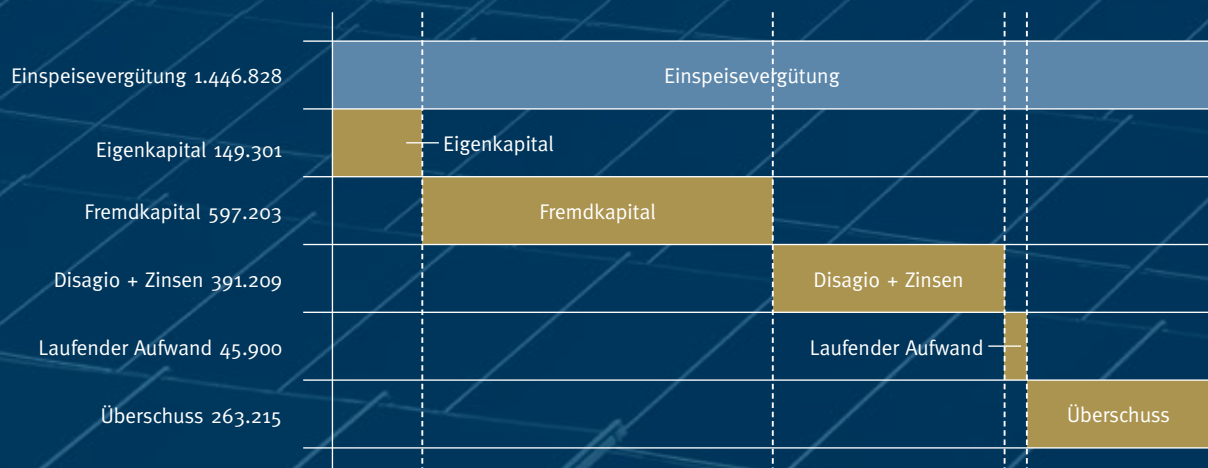 Einspeisevergütung 1.446.828
Einspeisevergütung
Eigenkapital 149.301
Eigenkapital
Fremdkapital 597.203
Fremdkapital
Disagio + Zinsen 391.209
Disagio + Zinsen
Laufender Aufwand 45.900
Laufender Aufwand
Überschuss 263.215
Überschuss